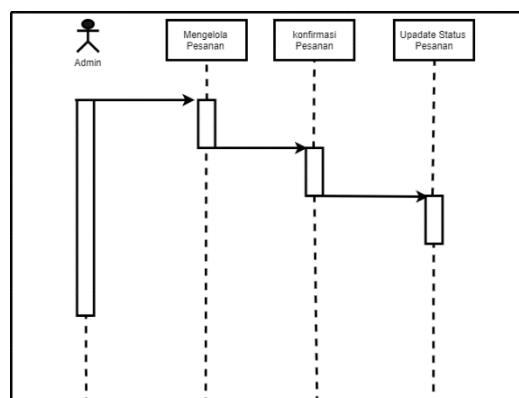 Admin
Mengelola
Pesanan
konfirmasi
Pesanan
Upadate Status
Pesanan